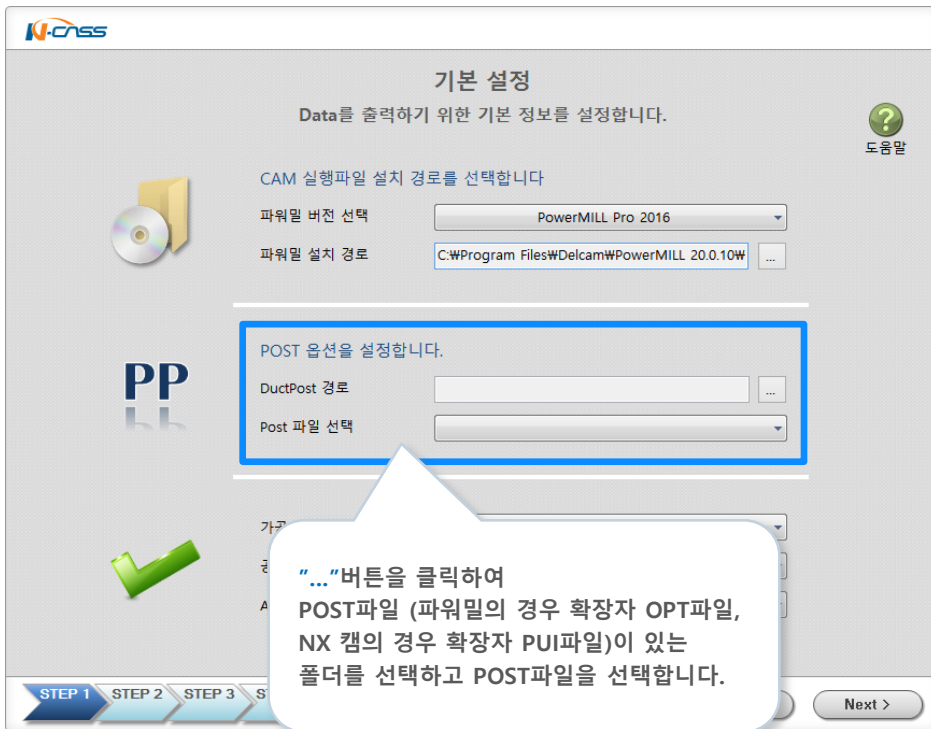 N-CASS
기본 설정
Data를 출력하기 위한 기본 정보를 설정합니다.
도움말
CAM 실행파일 설치 경로를 선택합니다
파워밀 버전 선택
PowerMILL Pro 2016
파워밀 설치 경로
C:₩Program Files₩Delcam₩PowerMILL 20.0.10₩
...
PP
POST 옵션을 설정합니다.
DuctPost 경로
...
Post 파일 선택
"..."버튼을 클릭하여
POST파일 (파워밀의 경우 확장자 OPT파일,
NX 캠의 경우 확장자 PUI파일)이 있는
폴더를 선택하고 POST파일을 선택합니다.
STEP 1
STEP 2
STEP 3
Next >